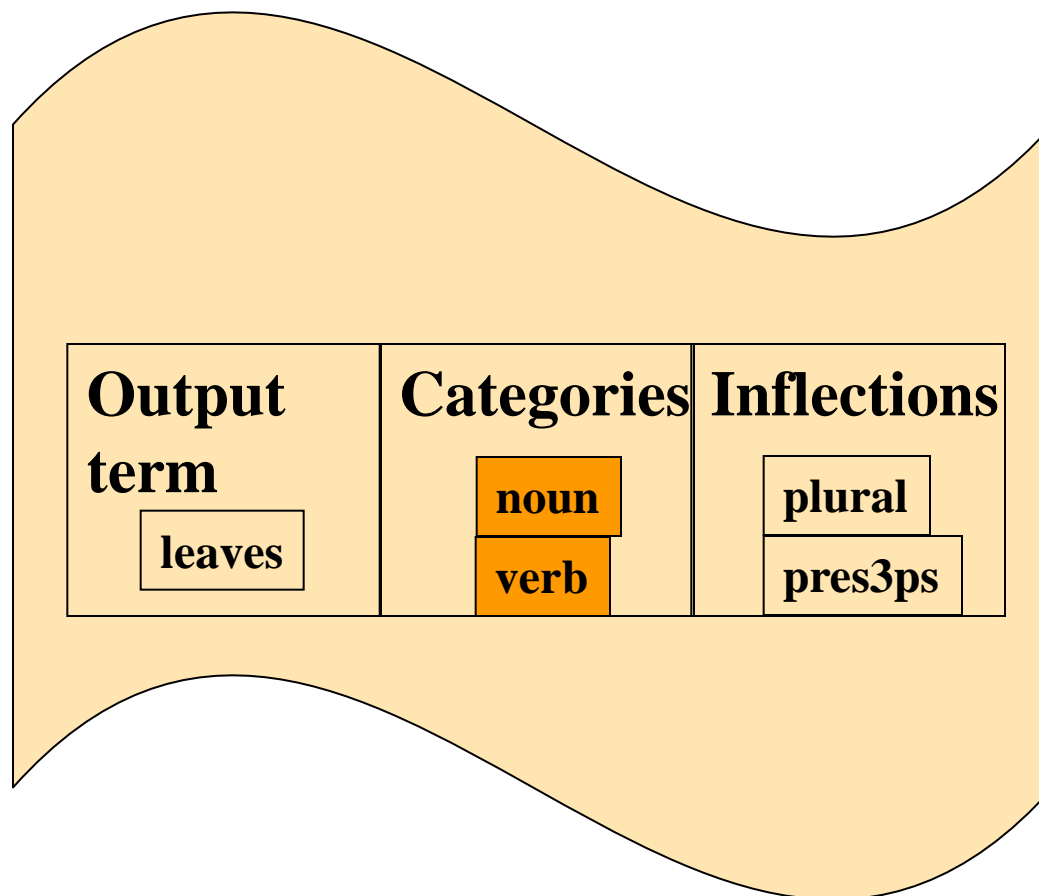 Output
term
leaves
Categories
noun
verb
Inflections
plural
pres3ps